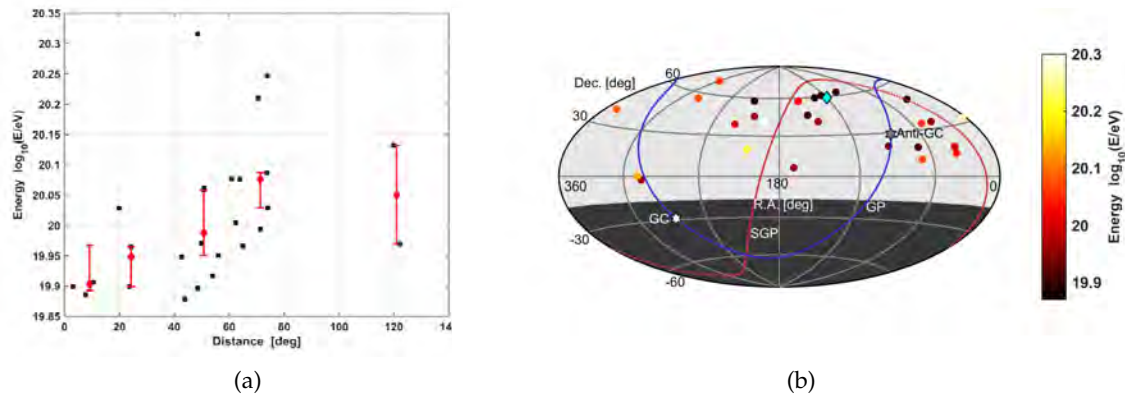 20.35
20.3
20.25
20.2
20.15
20.1
20.05
20
19.95
19.9
19.85
Energy log10(E/eV)
0 20 40 60 80 100 120 14
Distance [deg]
(a)
Dec. [deg]
60
30
360
180
0
R.A. [deg]
-30
-60
GC
SGP
GP
Anti-GC
20.3
20.2
20.1
20.0
19.9
Energy log10(E/eV)
(b)